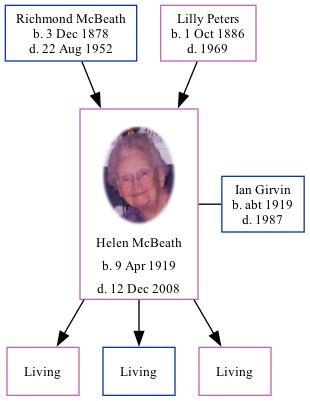 Richmond McBeath
b. 3 Dec 1878
d. 22 Aug 1952
Lilly Peters
b. 1 Oct 1886
d. 1969
Helen McBeath
b. 9 Apr 1919
d. 12 Dec 2008
Ian Girvin
b. abt 1919
d. 1987
Living
Living
Living